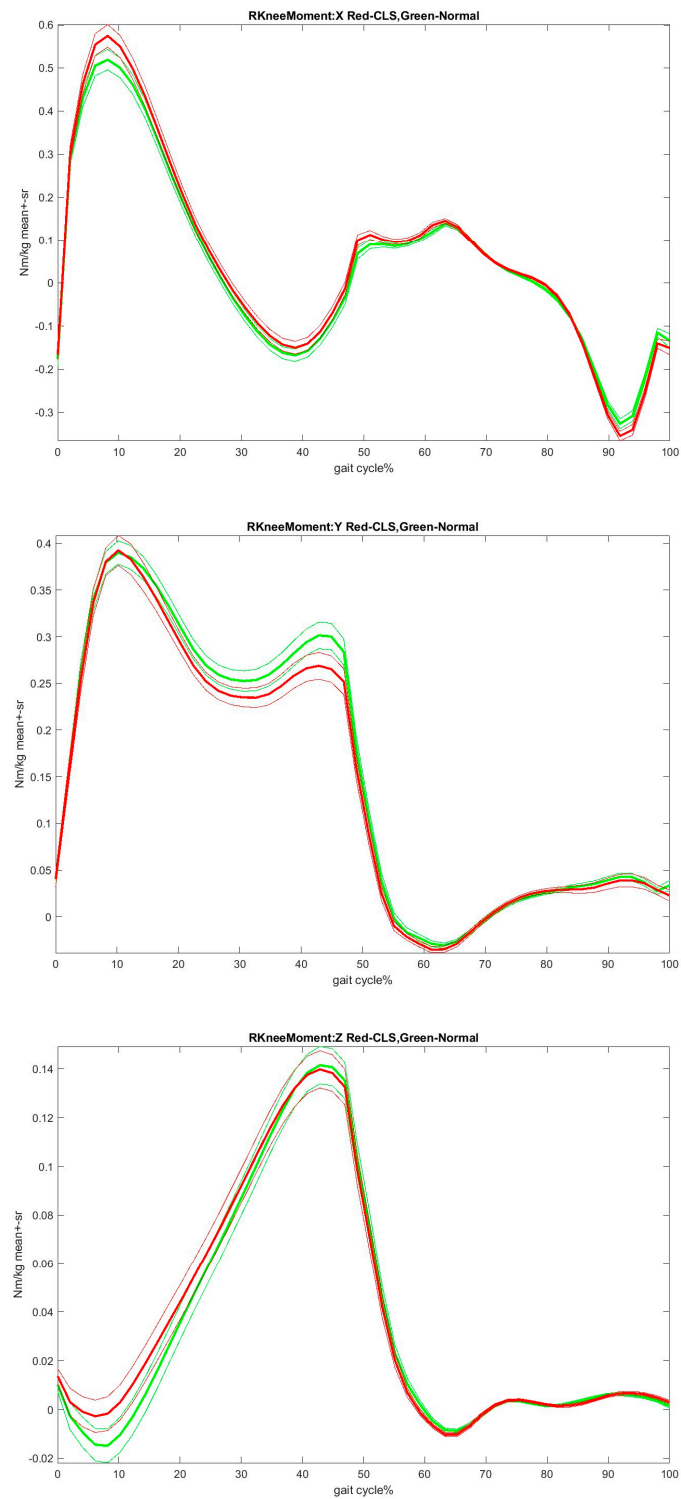 RKneeMoment:X Red-CLS,Green-Normal
0.6
0.5
0.4
0.3
0.2
0.1
0
-0.1
-0.2
-0.3
Nm/kg mean+-sr
0 10 20 30 40 50 60 70 80 90 100
gait cycle%
RKneeMoment:Y Red-CLS,Green-Normal
0.4
0.35
0.3
0.25
0.2
0.15
0.1
0.05
0
Nm/kg mean+-sr
0 10 20 30 40 50 60 70 80 90 100
gait cycle%
RKneeMoment:Z Red-CLS,Green-Normal
0.14
0.12
0.1
0.08
0.06
0.04
0.02
0
-0.02
Nm/kg mean+-sr
0 10 20 30 40 50 60 70 80 90 100
gait cycle%